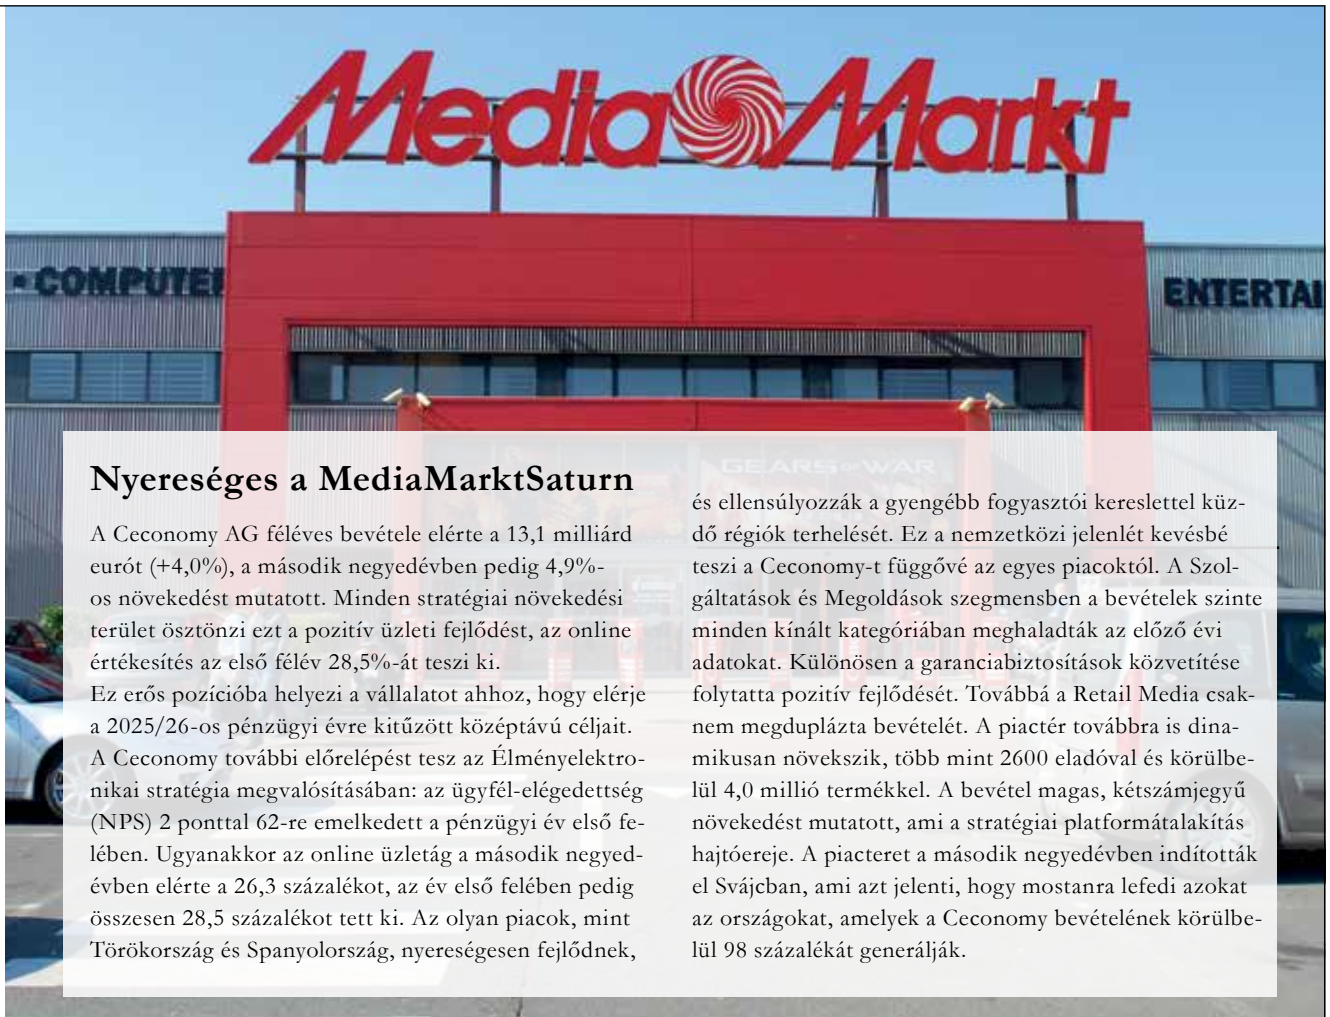 Media Markt
• COMPUTER
ENTERTAI
GEARS OF WAR
Nyereséges a MediaMarktSaturn
A Ceconomy AG féléves bevétele elérte a 13,1 milliárd
eurót (+4,0%), a második negyedévben pedig 4,9%-
os növekedést mutatott. Minden stratégiai növekedési
terület ösztönzi ezt a pozitív üzleti fejlődést, az online
értékesítés az első félév 28,5%-át teszi ki.
Ez erős pozícióba helyezi a vállalatot ahhoz, hogy elérje
a 2025/26-os pénzügyi évre kitűzött középtávú céljait.
A Ceconomy további előrelépést tesz az Élményelektro-
nikai stratégia megvalósításában: az ügyfél-elégedettség
(NPS) 2 ponttal 62-re emelkedett a pénzügyi év első fe-
lében. Ugyanakkor az online üzletág a második negyed-
évben elérte a 26,3 százalékot, az év első felében pedig
összesen 28,5 százalékot tett ki. Az olyan piacok, mint
Törökország és Spanyolország, nyereségesen fejlődnek,
és ellensúlyozzák a gyengébb fogyasztói kereslettel küz-
dő régiók terhelését. Ez a nemzetközi jelenlét kevésbé
teszi a Ceconomy-t függővé az egyes piacoktól. A Szol-
gáltatások és Megoldások szegmensben a bevételek szinte
minden kínált kategóriában meghaladták az előző évi
adatokat. Különösen a garanciabiztosítások közvetítése
folytatta pozitív fejlődését. Továbbá a Retail Media csak-
nem megduplázta bevételét. A piactér továbbra is dina-
mikusan növekszik, több mint 2600 eladóval és körülbe-
lül 4,0 millió termékkel. A bevétel magas, kétszámjegyű
növekedést mutatott, ami a stratégiai platformátalakítás
hajtóereje. A piacteret a második negyedévben indították
el Svájcban, ami azt jelenti, hogy mostanra lefedi azokat
az országokat, amelyek a Ceconomy bevételének körülbe-
lül 98 százalékát generálják.